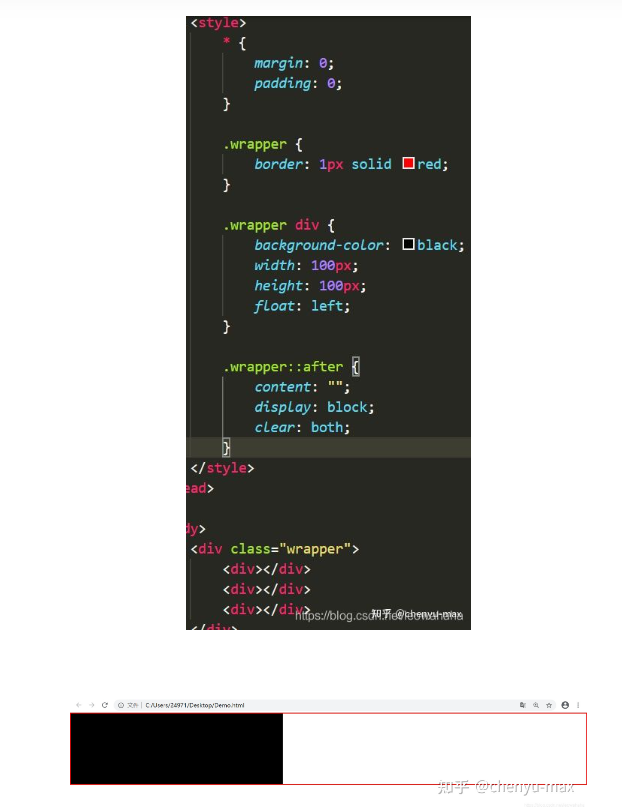 <style>
* {
margin: 0;
padding: 0;
}
.wrapper {
border: 1px solid red;
}
.wrapper div {
background-color: black;
width: 100px;
height: 100px;
float: left;
}
.wrapper::after {
content: "";
display: block;
clear: both;
}
</style>
ead>
dy>
<div class="wrapper">
<div></div>
<div></div>
<div></div>
知乎 @chenyu-max
https://blog.csdn.net/
</div>
文件 C:/Users/24971/Desktop/Demo.html
知乎 @chenyu-max